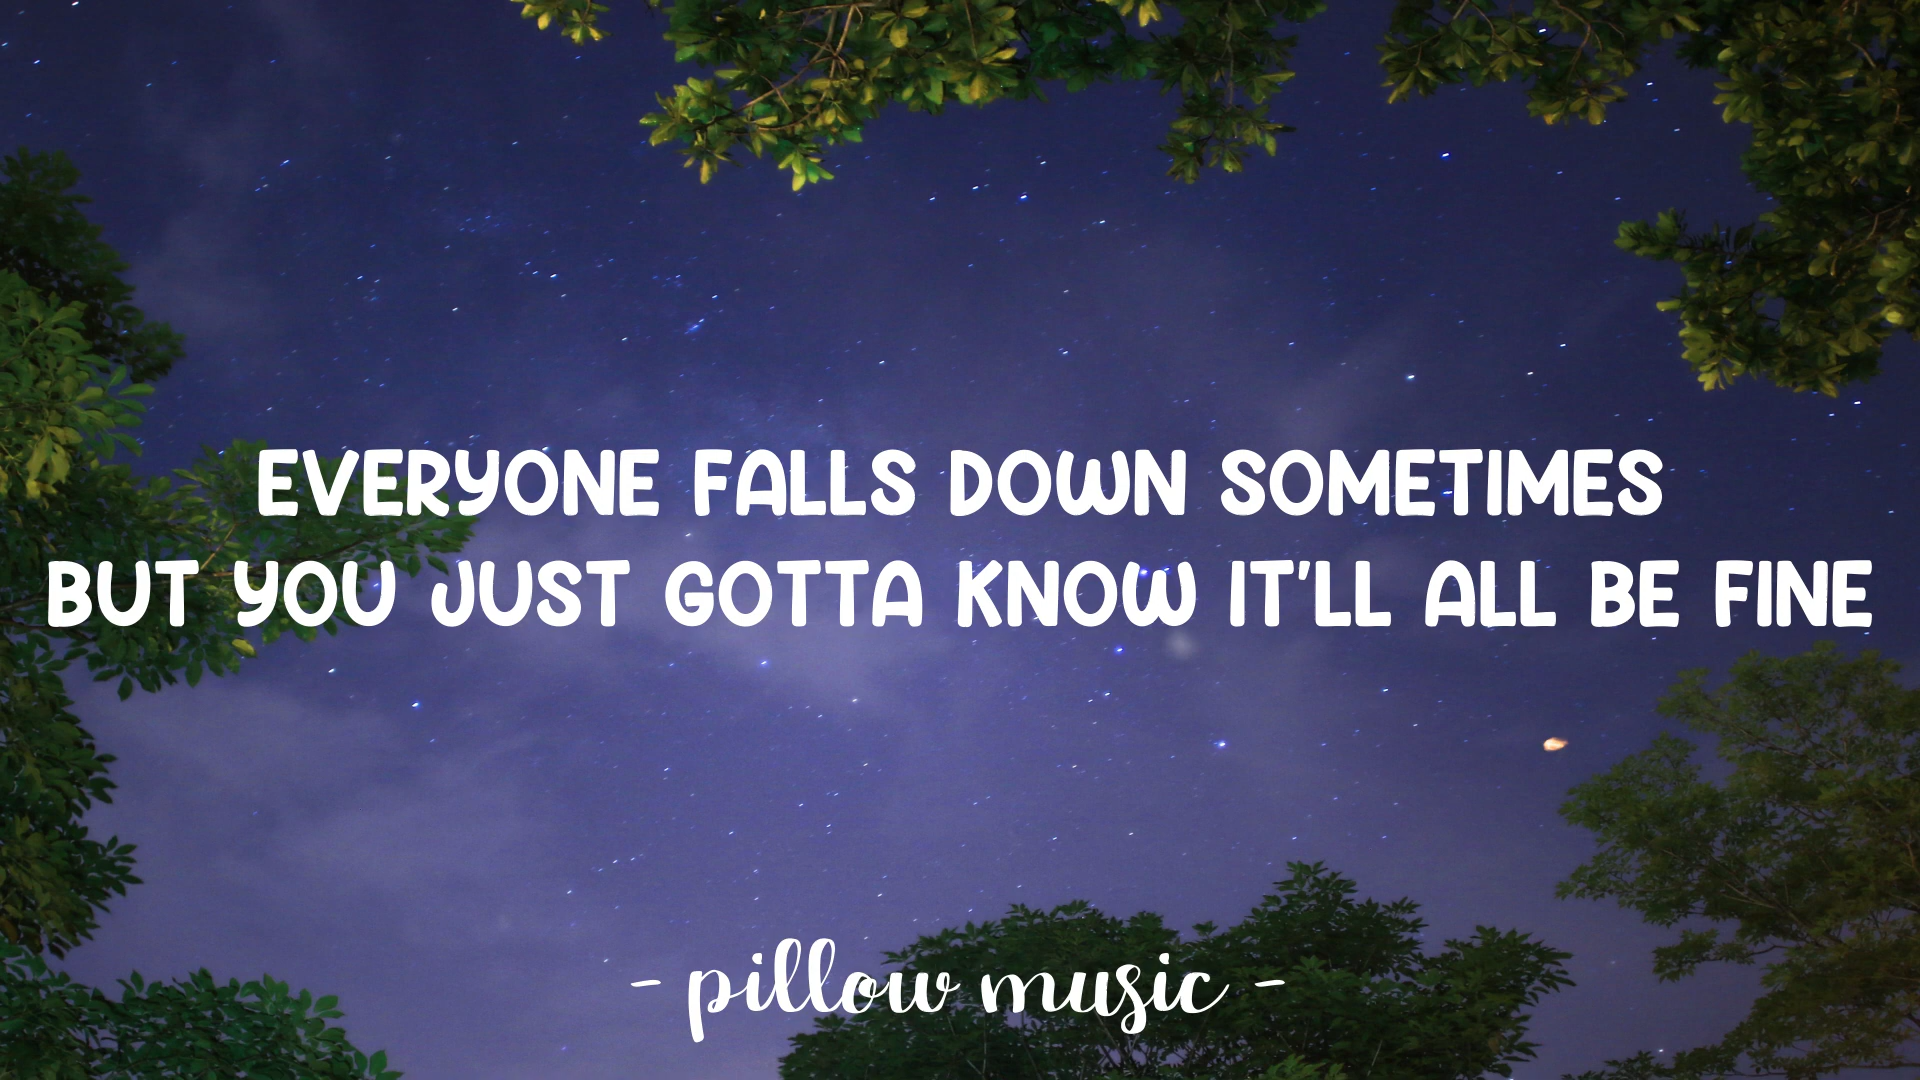 EVERYONE FALLS DOWN SOMETIMES
BUT YOU JUST GOTTA KNOW IT'LL ALL BE FINE
- pillow music -